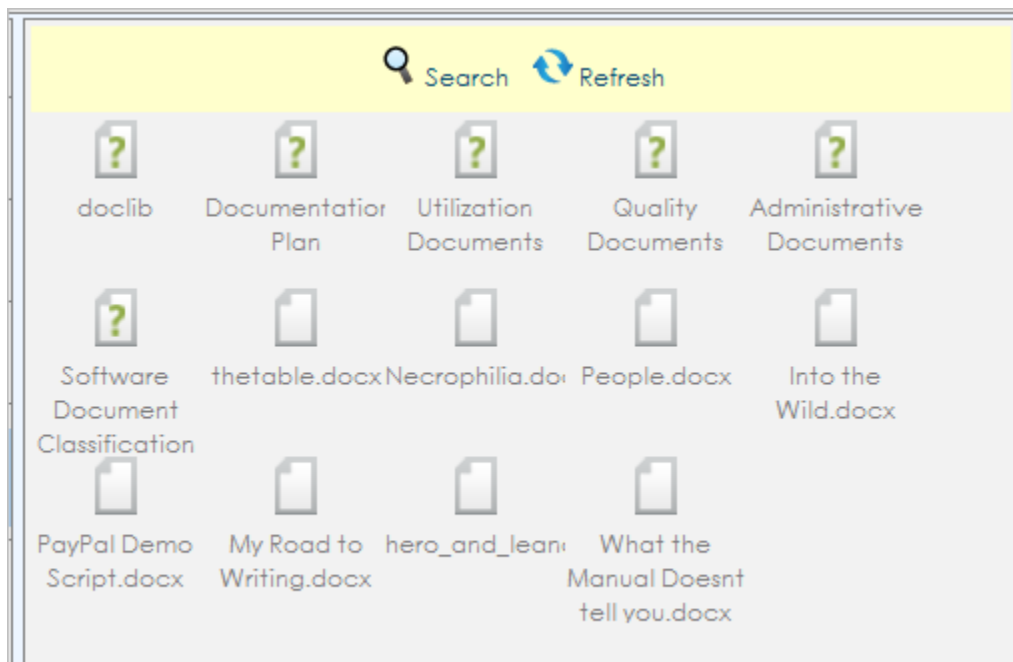 Search Refresh
doclib
Documentation
Plan
Utilization
Documents
Quality
Documents
Administrative
Documents
Software
Document
Classification
thetable.docx
Necrophilia.do
People.docx
Into the
Wild.docx
PayPal Demo
Script.docx
My Road to
Writing.docx
hero_and_lean
What the
Manual Doesnt
tell you.docx